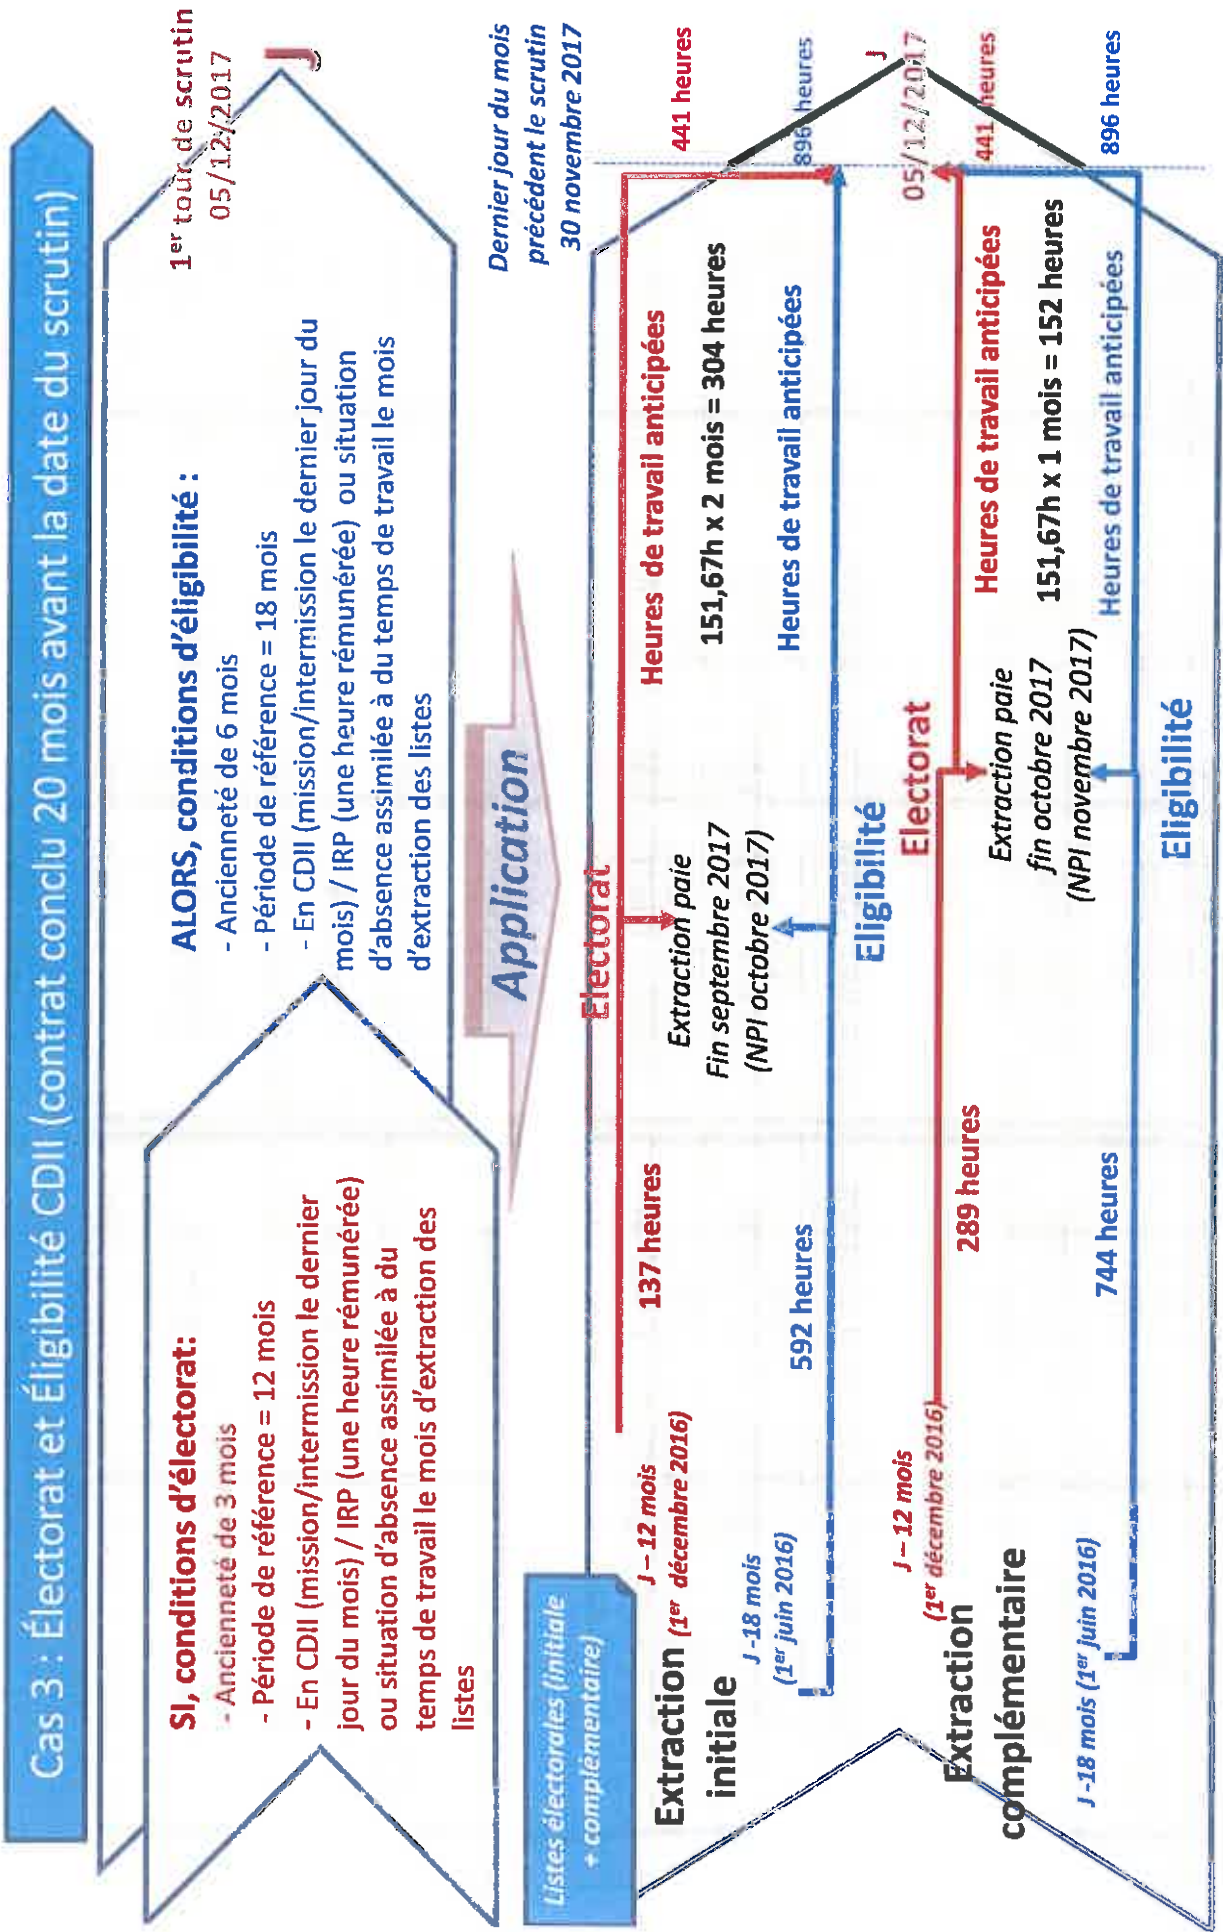 Cas 3 : Électorat et Éligibilité CDII (contrat conclu 20 mois avant la date du scrutin)
SI, conditions d'électorat:
- Ancienneté de 3 mois
- Période de référence = 12 mois
- En CDII (mission/intermission le dernier
jour du mois) / IRP (une heure rémunérée)
ou situation d'absence assimilée à du
temps de travail le mois d'extraction des
listes
ALORS, conditions d'éligibilité :
- Ancienneté de 6 mois
- Période de référence = 18 mois
- En CDII (mission/intermission le dernier jour du
mois) / IRP (une heure rémunérée) ou situation
d'absence assimilée à du temps de travail le mois
d'extraction des listes
1er tour de scrutin
05/12/2017
J
Application
Listes électorales (initiale
+ complémentaire)
Dernier jour du mois
précédent le scrutin
30 novembre 2017
Extraction
initiale
J – 12 mois
(1er décembre 2016)
J -18 mois
(1er juin 2016)
137 heures
592 heures
Electorat
Extraction paie
Fin septembre 2017
(NPI octobre 2017)
Eligibilité
Heures de travail anticipées
151,67h x 2 mois = 304 heures
Heures de travail anticipées
441 heures
896 heures
J
05/12/2017
Extraction
complémentaire
J – 12 mois
(1er décembre 2016)
J -18 mois (1er juin 2016)
289 heures
744 heures
Electorat
Extraction paie
fin octobre 2017
(NPI novembre 2017)
Eligibilité
Heures de travail anticipées
151,67h x 1 mois = 152 heures
Heures de travail anticipées
441 heures
896 heures